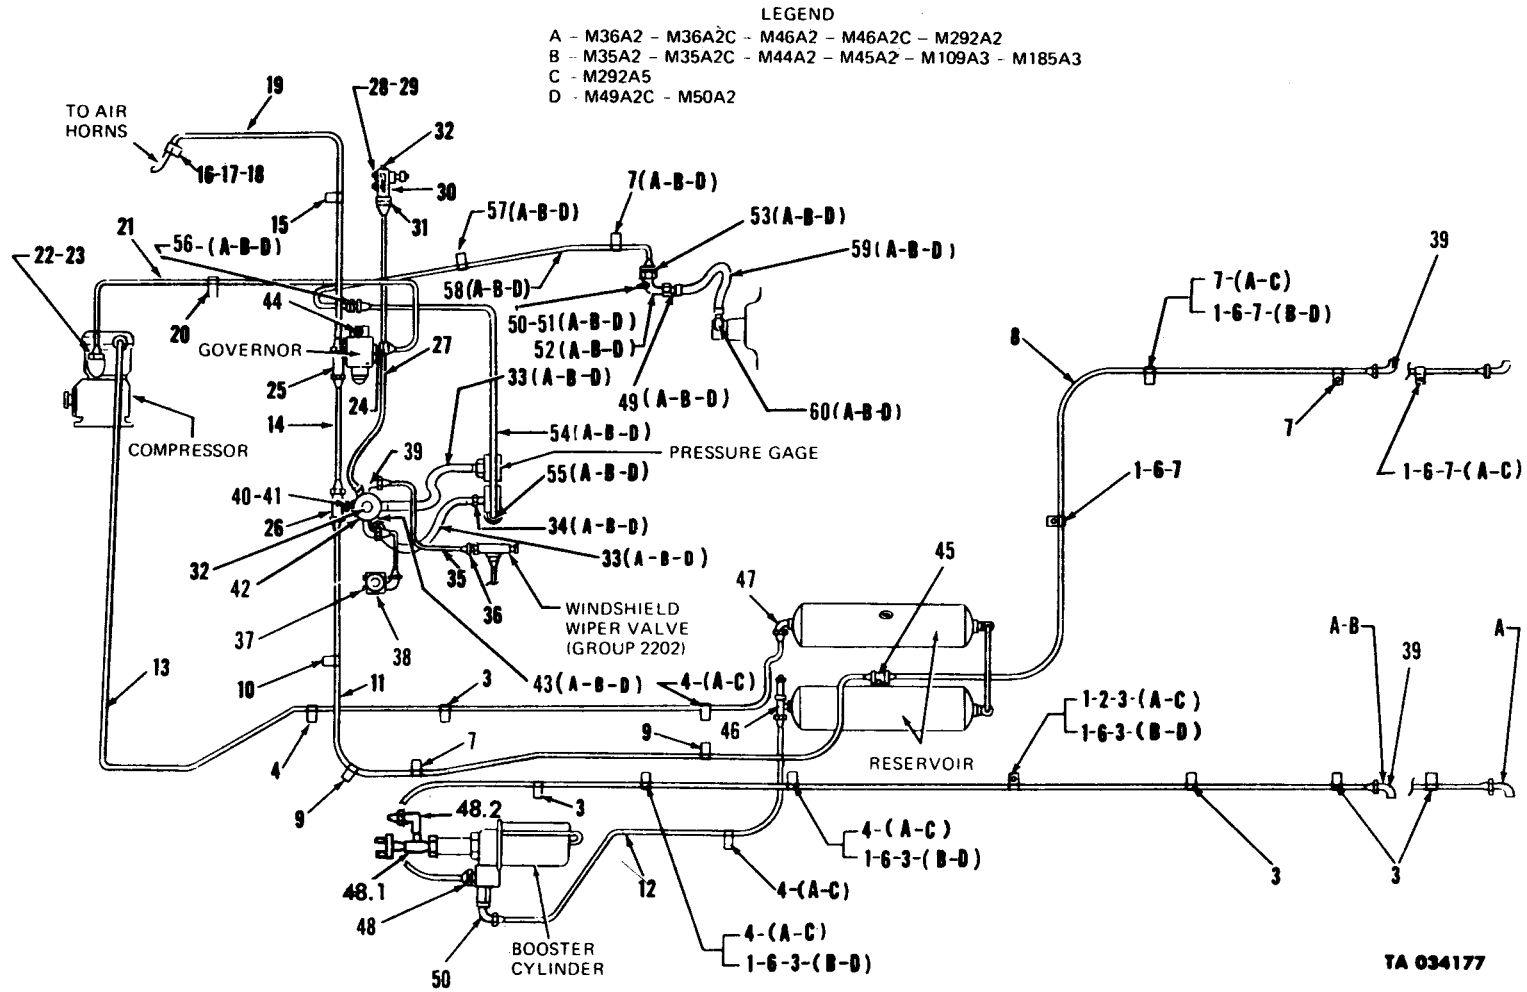 LEGEND
A - M36A2 - M36A2C - M46A2 - M46A2C - M292A2
B - M35A2 - M35A2C - M44A2 - M45A2 - M109A3 - M185A3
C - M292A5
D - M49A2C - M50A2
19
28-29
TO AIR
HORNS
32
16-17-18
30
7(A-B-D)
15
31
57(A-B-D)
53(A-B-D)
21
56-(A-B-D)
59(A-B-D)
39
22-23
7-(A-C)
1-6-7-(B-D)
44
58(A-B-D)
20
50-51(A-B-D)
GOVERNOR
27
52(A-B-D)
8
25
33(A-B-D)
24
49(A-B-D)
60(A-B-D)
14
54(A-B-D)
7
COMPRESSOR
39
PRESSURE GAGE
55(A-B-D)
1-6-7
1-6-7-(A-C)
40-41
26
34(A-B-D)
33(A-B-D)
45
32
42
35
36
47
WINDSHIELD
WIPER VALVE
(GROUP 2202)
37
38
A-B
A
39
13
10
11
43(A-B-D)
3
4-(A-C)
1-2-3-(A-C)
1-6-3-(B-D)
46
9
7
4
RESERVOIR
9
3
48.2
4-(A-C)
1-6-3-(B-D)
48.1
12
4-(A-C)
3
3
48
50
BOOSTER
CYLINDER
4-(A-C)
1-6-3-(B-D)
TA 034177